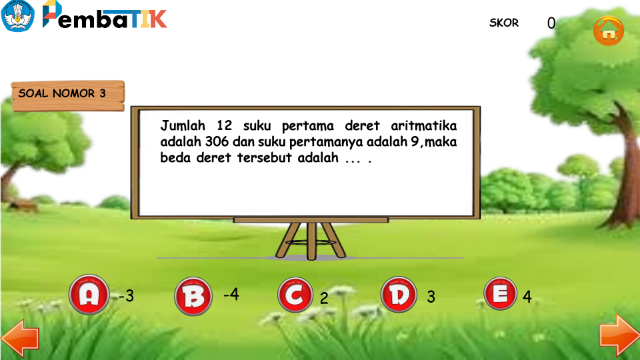 PembaTIK
SKOR 0
SOAL NOMOR 3
Jumlah 12 suku pertama deret aritmatika
adalah 306 dan suku pertamanya adalah 9,maka
beda deret tersebut adalah ... .
A -3
B -4
C 2
D 3
E 4